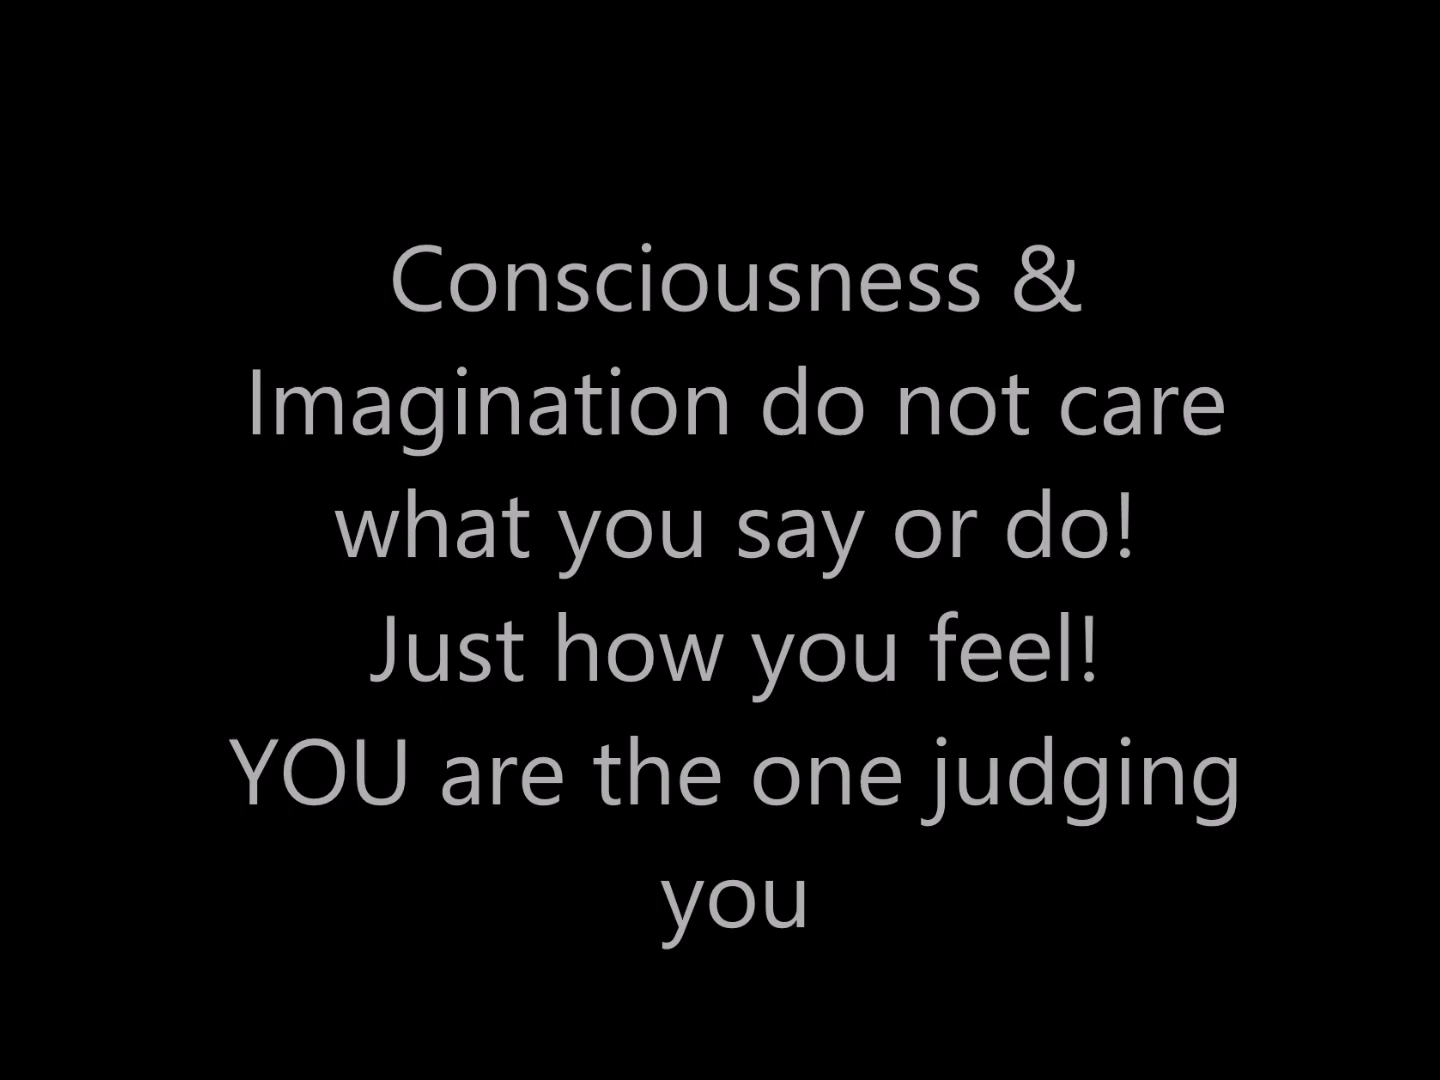 Consciousness &
Imagination do not care
what you say or do!
Just how you feel!
YOU are the one judging
you